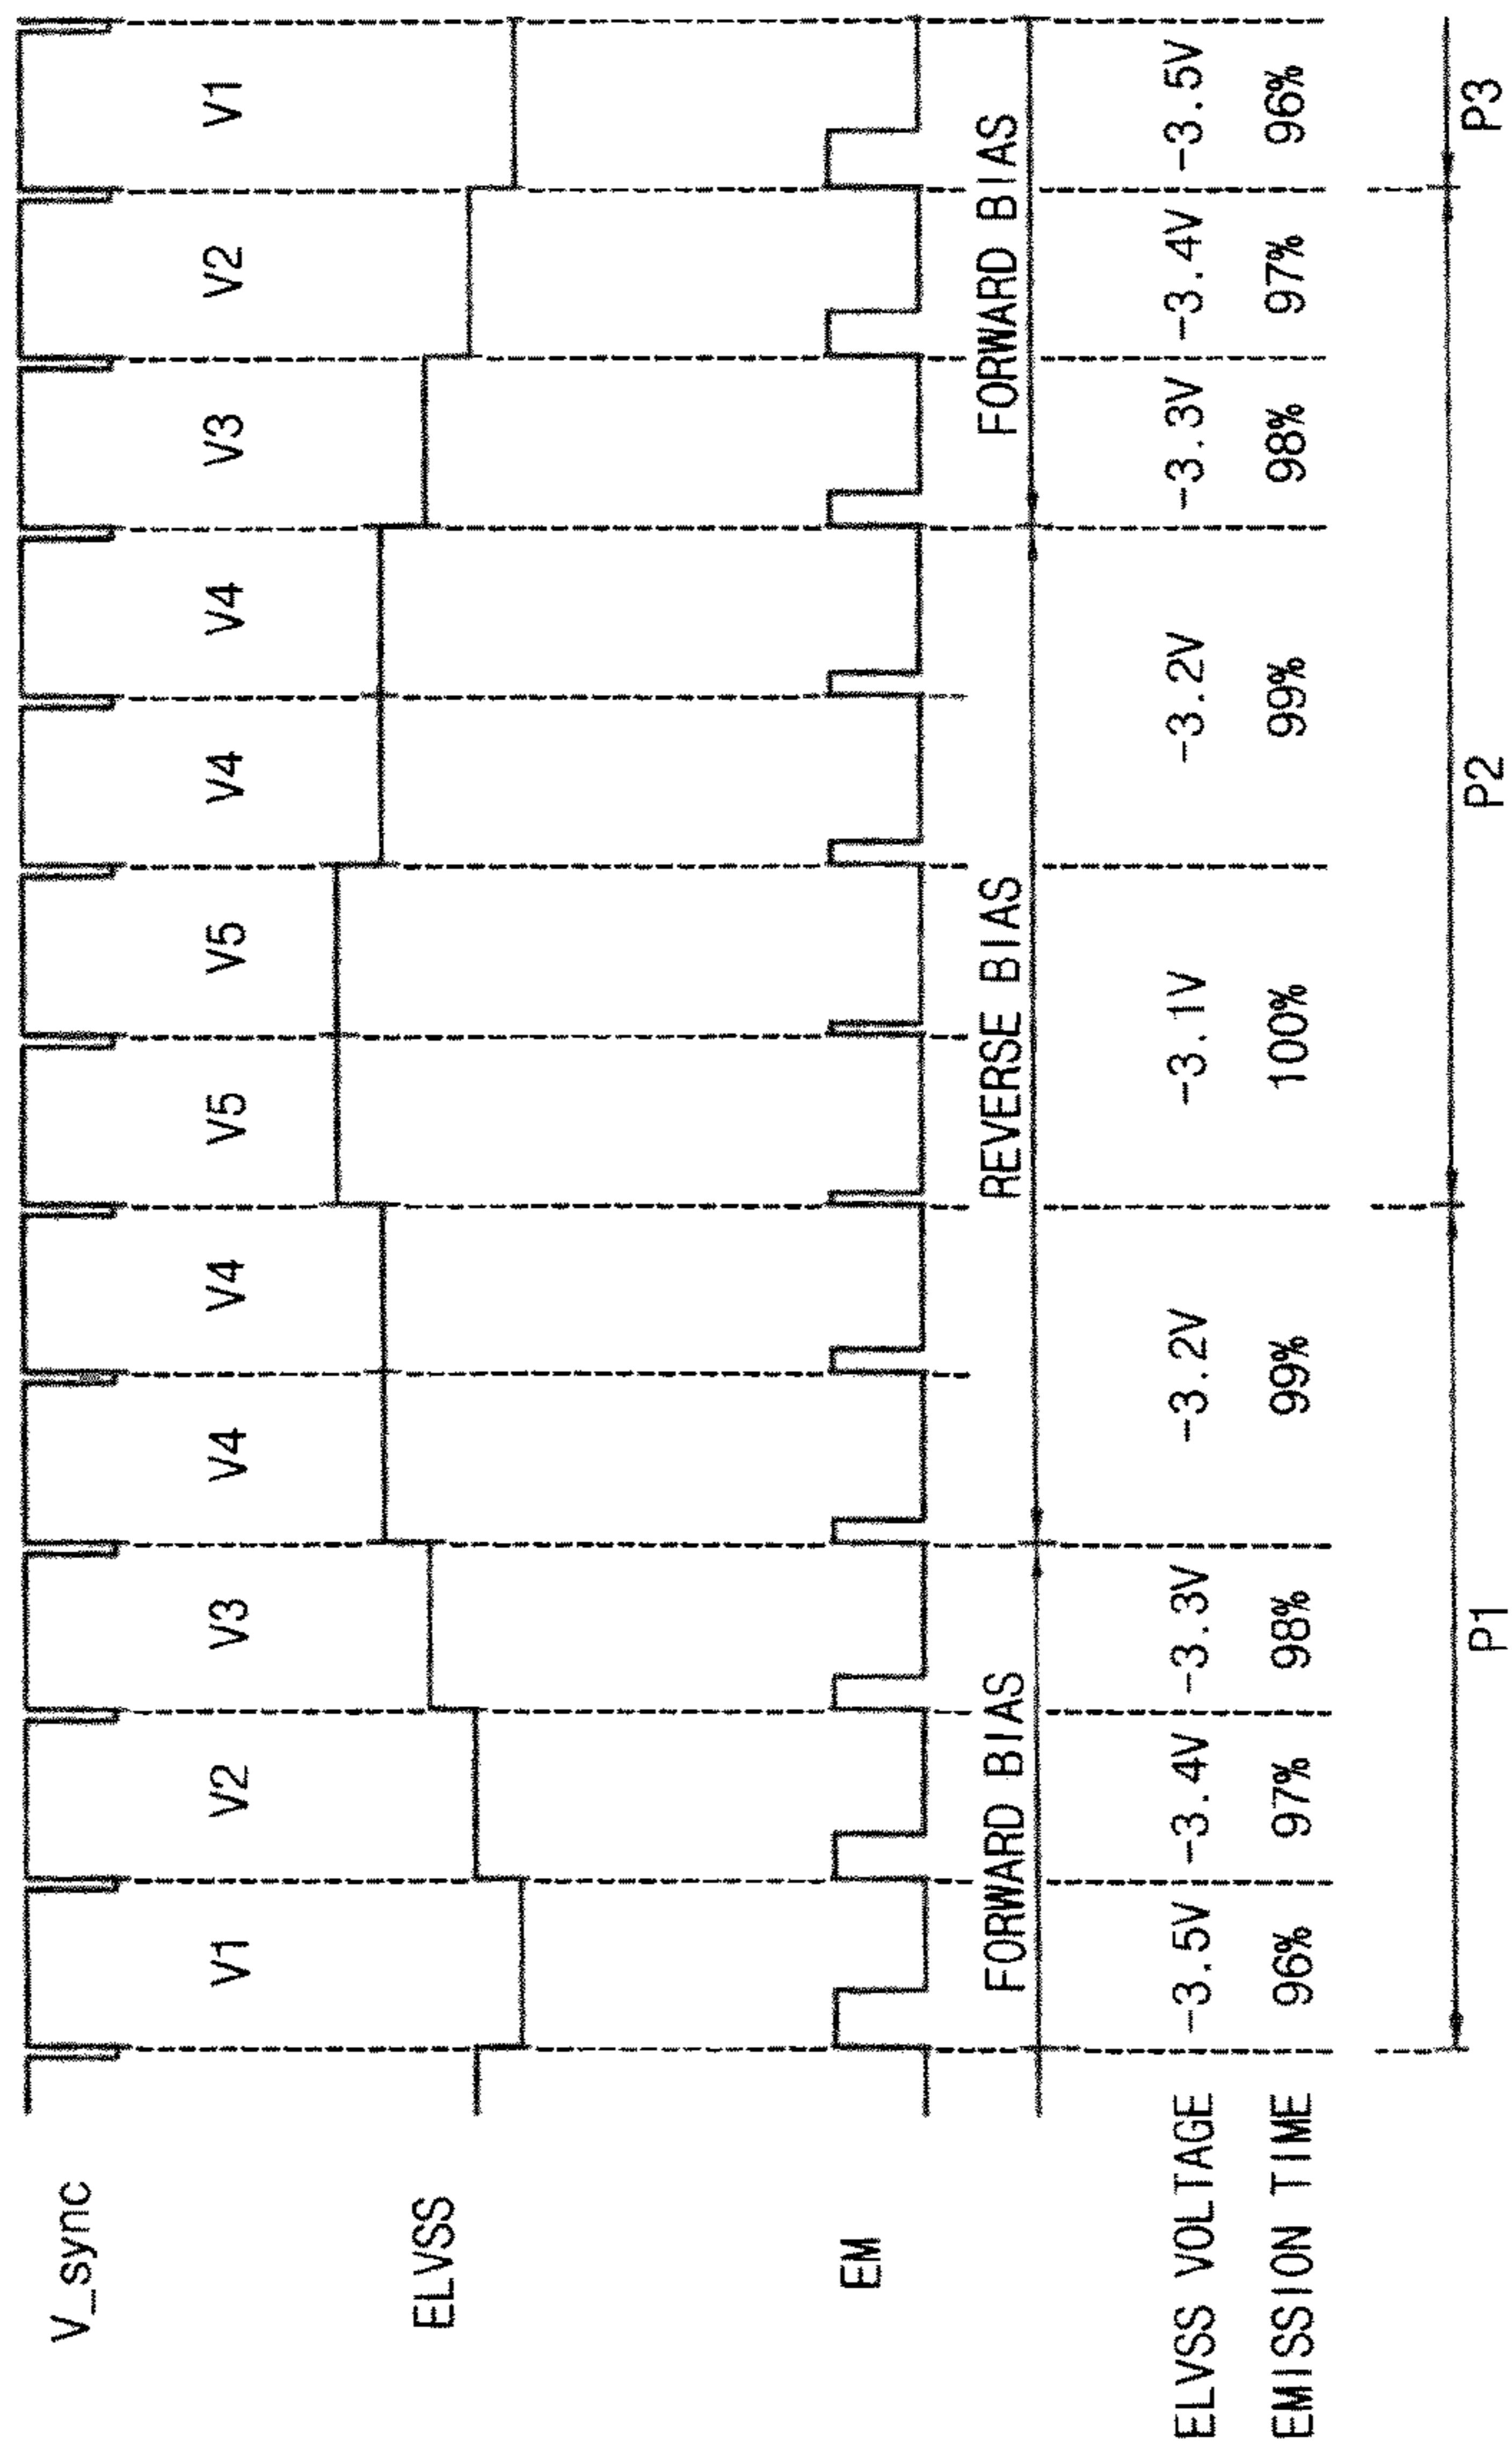 V_sync
V1 V2 V3 V4 V4 V5 V5 V4 V4 V3 V2 V1
ELVSS
EM
FORWARD BIAS REVERSE BIAS FORWARD BIAS
ELVSS VOLTAGE -3.5V -3.4V -3.3V -3.2V -3.1V -3.2V -3.3V -3.4V -3.5V
EMISSION TIME 96% 97% 98% 99% 100% 99% 98% 97% 96%
P1 P2 P3